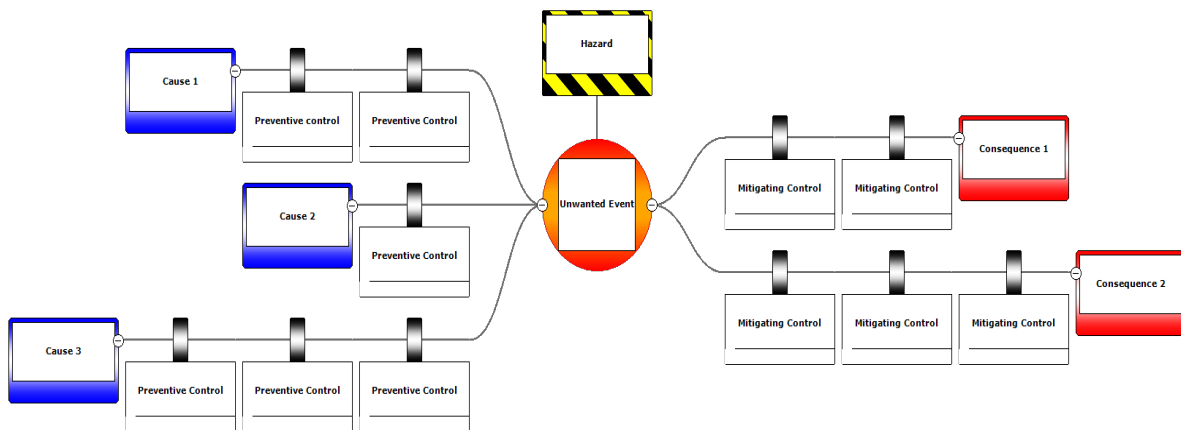 Hazard
Cause 1
Preventive control
Preventive Control
Consequence 1
Mitigating Control
Mitigating Control
Unwanted Event
Cause 2
Preventive Control
Consequence 2
Mitigating Control
Mitigating Control
Mitigating Control
Cause 3
Preventive Control
Preventive Control
Preventive Control